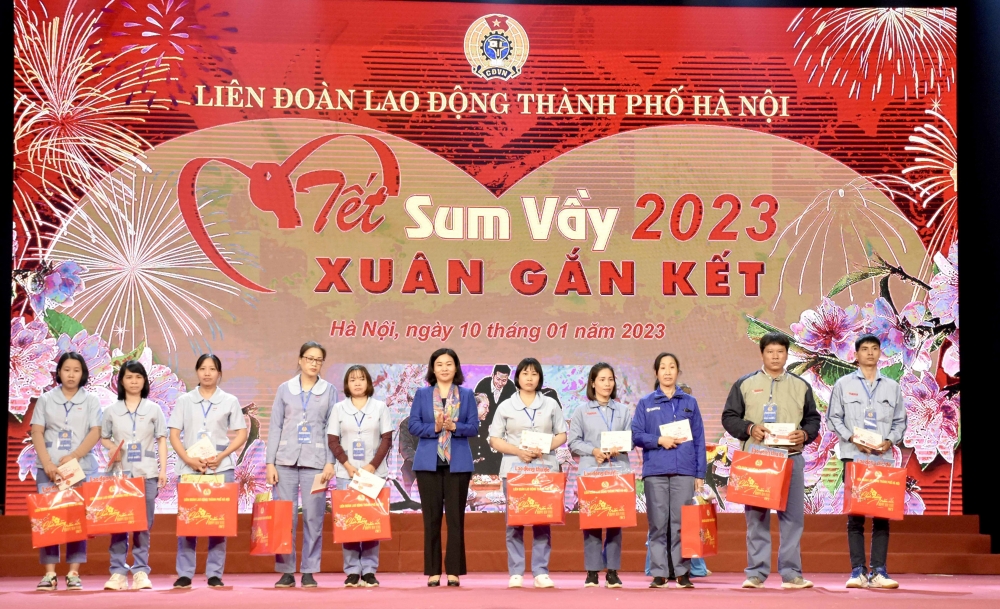 CĐVN
LIÊN ĐOÀN LAO ĐỘNG THÀNH PHỐ HÀ NỘI
Tết Sum Vầy 2023
XUÂN GẮN KẾT
Hà Nội, ngày 10 tháng 01 năm 2023